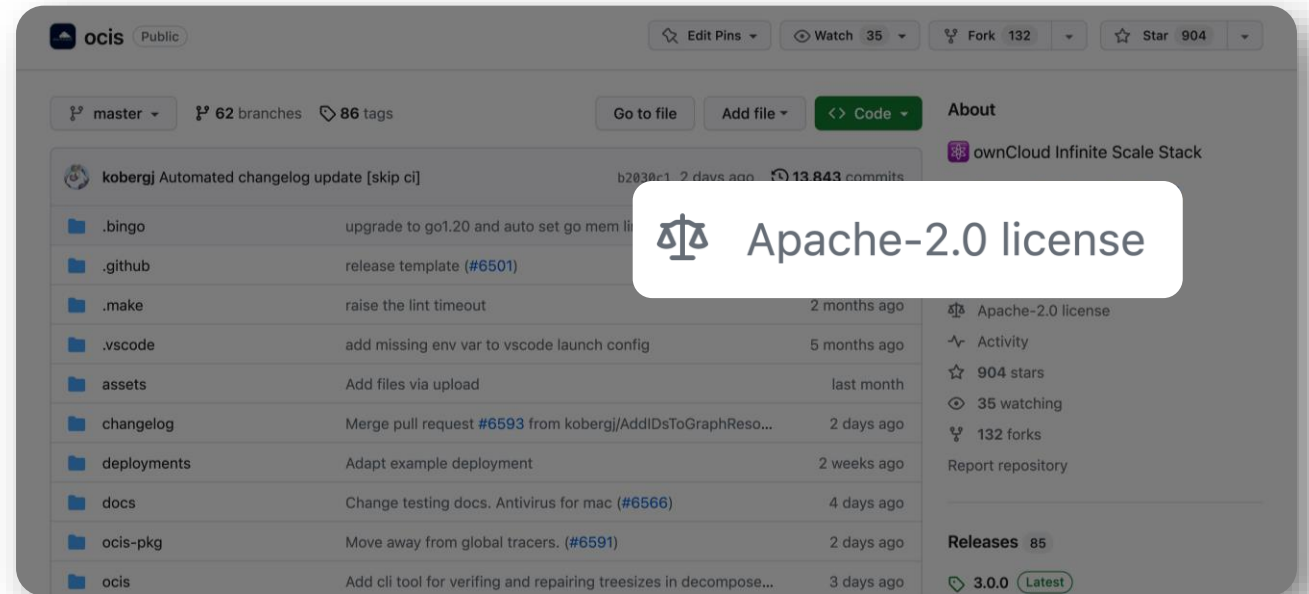 ocis Public Edit Pins Watch 35 Fork 132 Star 904
master 62 branches 86 tags Go to file Add file <> Code
About
ownCloud Infinite Scale Stack
kobergj Automated changelog update [skip ci] b2030c1 2 days ago 13,843 commits
Apache-2.0 license
.bingo upgrade to go1.20 and auto set go mem
.github release template (#6501)
.make raise the lint timeout 2 months ago
.vscode add missing env var to vscode launch config 5 months ago
assets Add files via upload last month
changelog Merge pull request #6593 from kobergj/AddIDsToGraphReso... 2 days ago
deployments Adapt example deployment 2 weeks ago
docs Change testing docs. Antivirus for mac (#6566) 4 days ago
ocis-pkg Move away from global tracers. (#6591) 2 days ago
ocis Add cli tool for verifing and repairing treesizes in decompose... 3 days ago
Apache-2.0 license
Activity
904 stars
35 watching
132 forks
Report repository
Releases 85
3.0.0 Latest